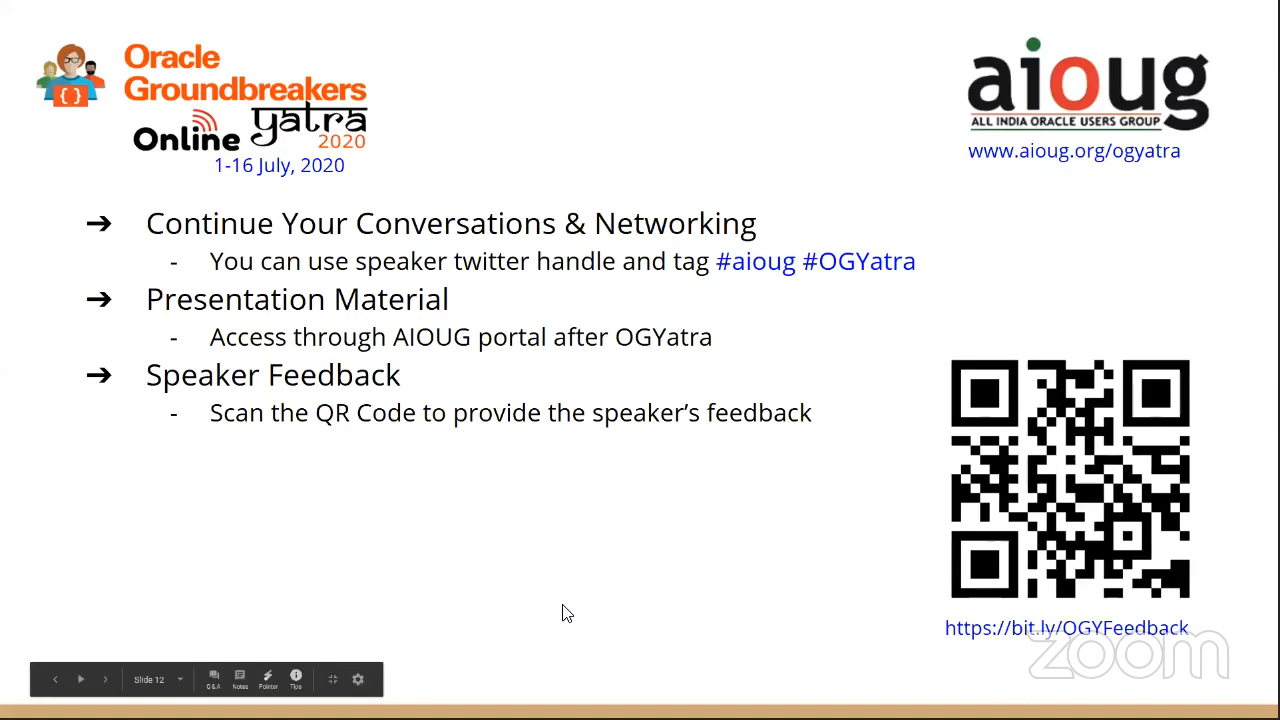 Oracle
Groundbreakers
Online yatra
2020
1-16 July, 2020
{ }
aioug
ALL INDIA ORACLE USERS GROUP
www.aioug.org/ogyatra
➔ Continue Your Conversations & Networking
- You can use speaker twitter handle and tag #aioug #OGYatra
➔ Presentation Material
- Access through AIOUG portal after OGYatra
➔ Speaker Feedback
- Scan the QR Code to provide the speaker’s feedback
https://bit.ly/OGYFeedback
zoom
Slide 12
Q & A Notes Pointer Tips